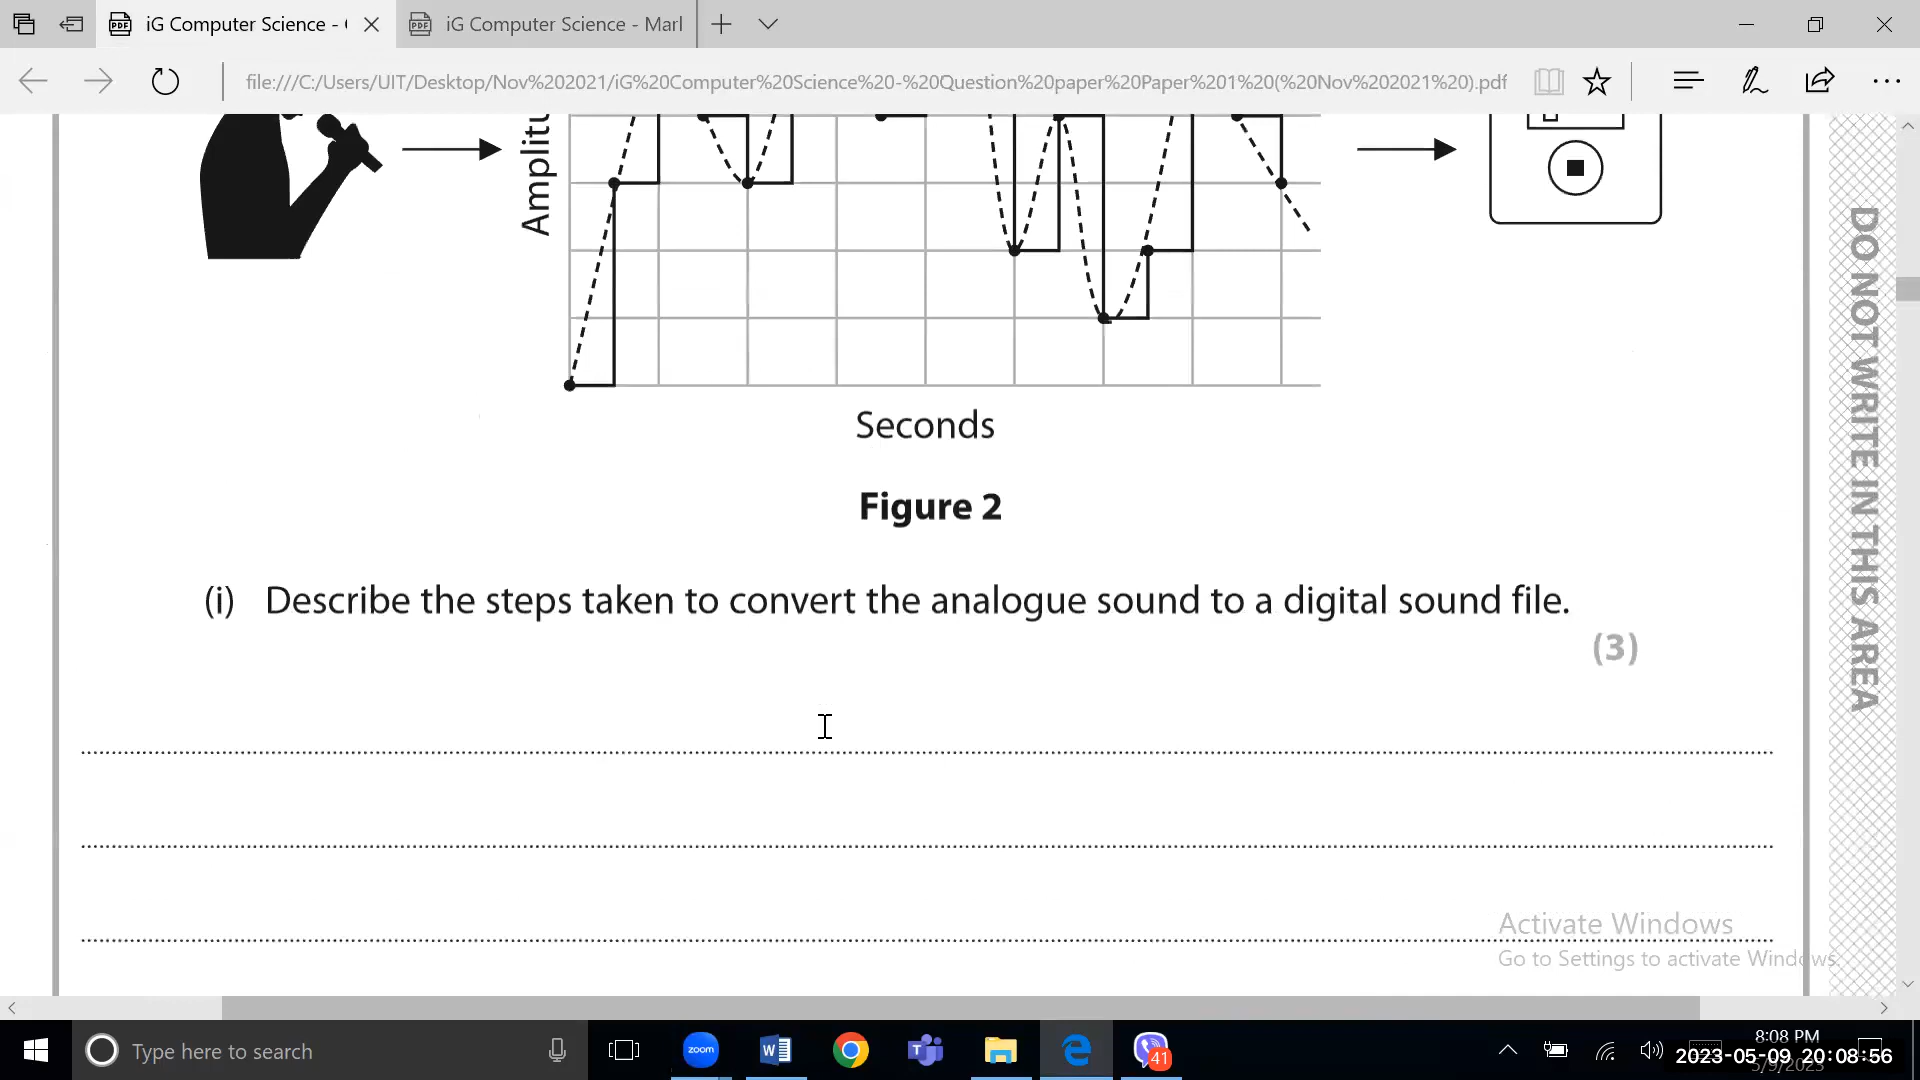 iG Computer Science - (
iG Computer Science - Marl
file:///C:/Users/UIT/Desktop/Nov%202021/iG%20Computer%20Science%20-%20Question%20paper%20Paper%201%20(%20Nov%202021%20).pdf
Amplitu
Seconds
Figure 2
(i) Describe the steps taken to convert the analogue sound to a digital sound file.
(3)
DO NOT WRITE IN THIS AREA
Activate Windows
Go to Settings to activate Windows.
Type here to search
zoom
41
8:08 PM
5/9/2023
2023-05-09 20:08:56